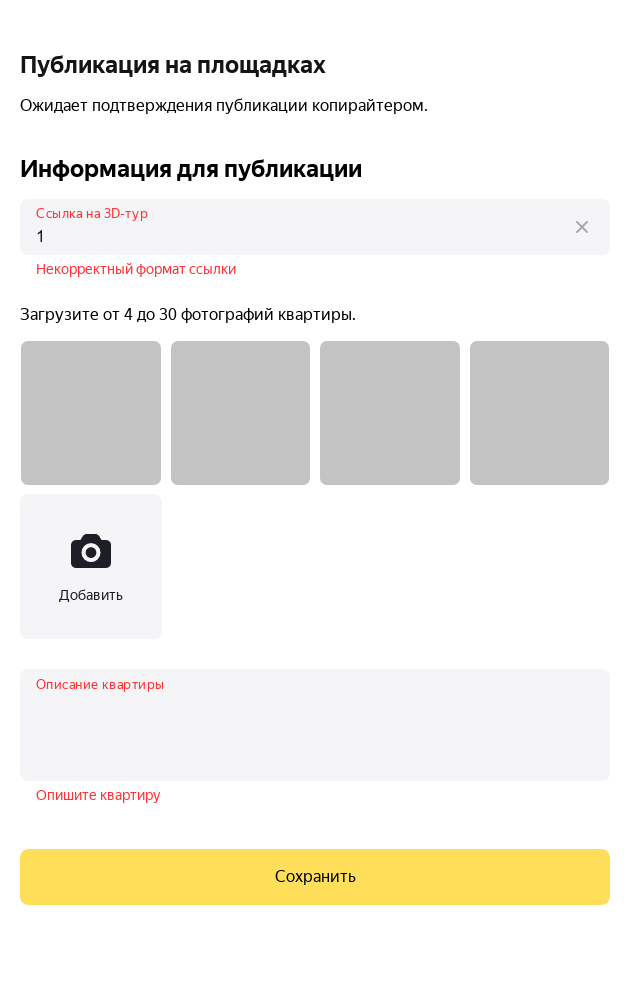 Публикация на площадках
Ожидает подтверждения публикации копирайтером.
Информация для публикации
Ссылка на 3D-тур
1
Некорректный формат ссылки
Загрузите от 4 до 30 фотографий квартиры.
Добавить
Описание квартиры
Опишите квартиру
Сохранить